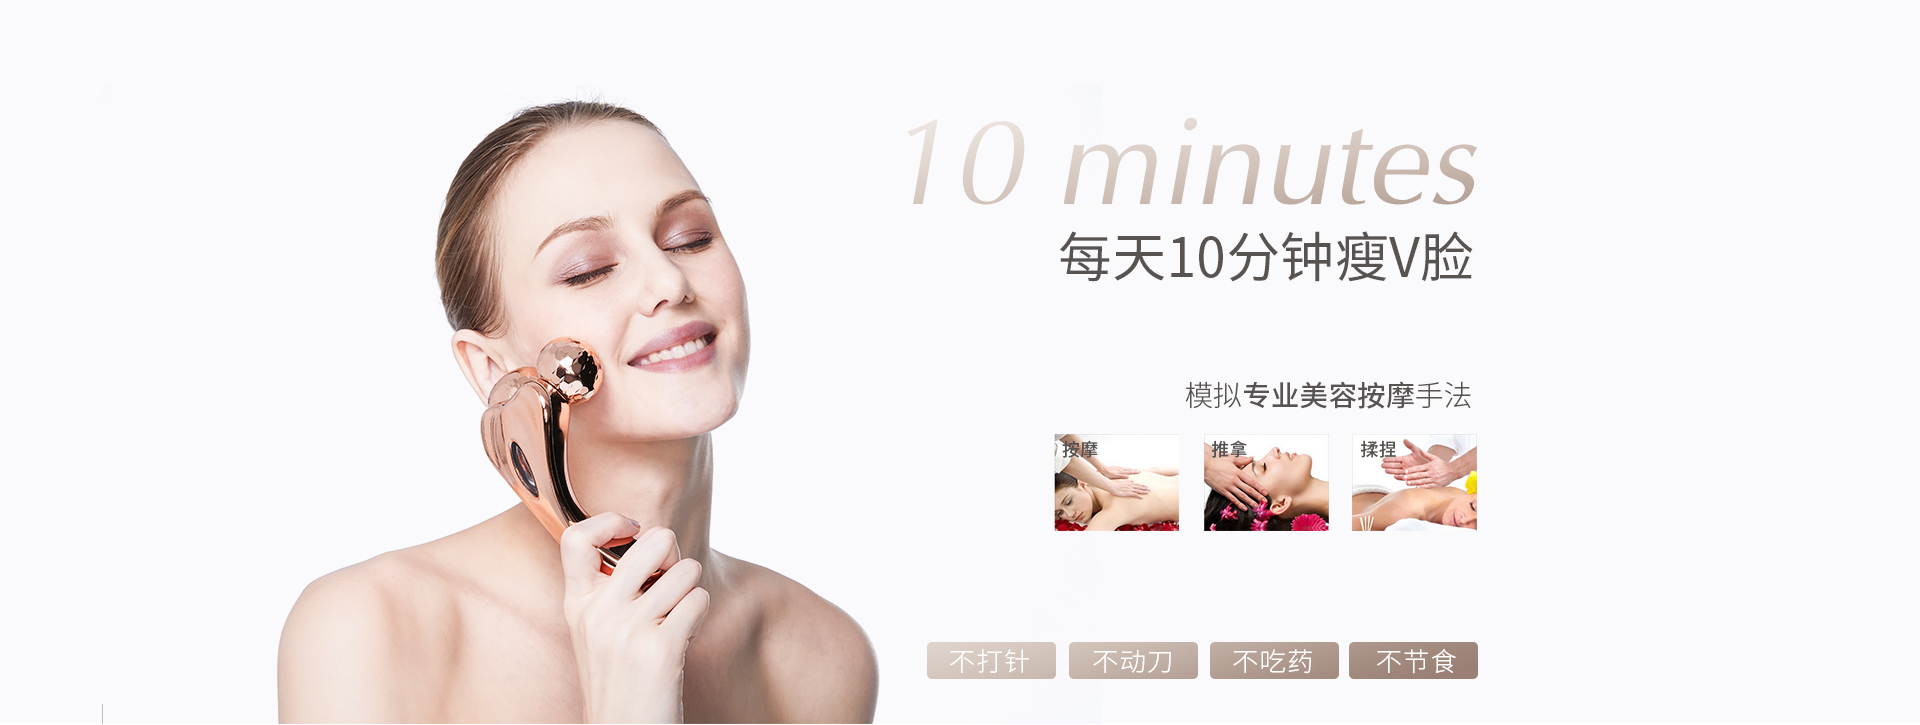 10 minutes
每天10分钟瘦V脸
模拟专业美容按摩手法
按摩
推拿
揉捏
不打针
不动刀
不吃药
不节食